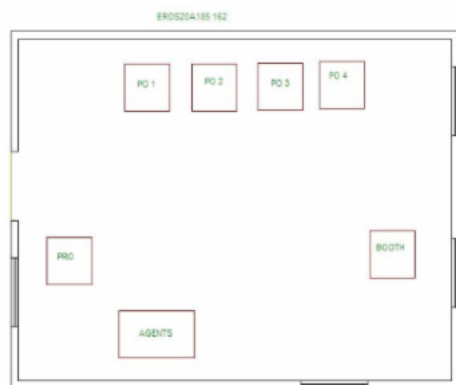 EROS20A185 162
PO 1
PO 2
PO 3
PO 4
PRO
BOOTH
AGENTS